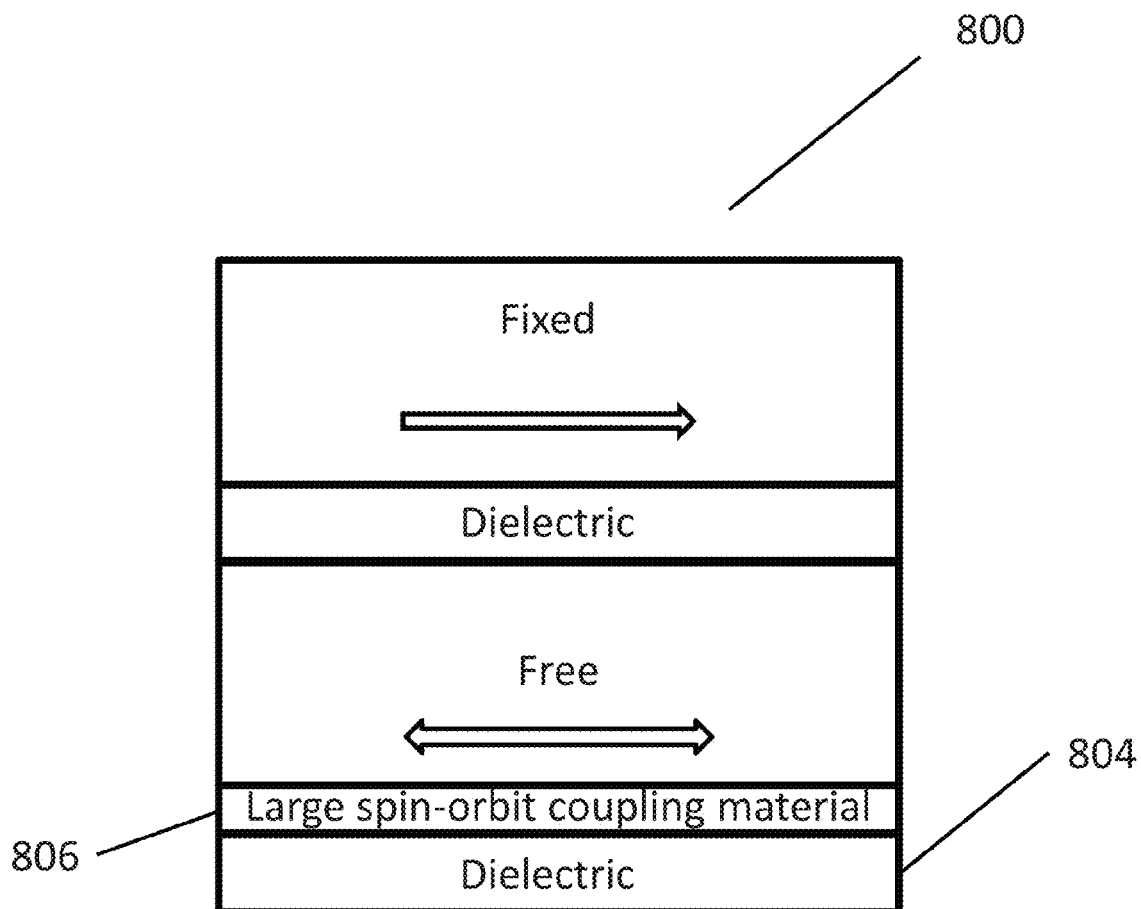 800
Fixed
Dielectric
Free
804
Large spin-orbit coupling material
806
Dielectric